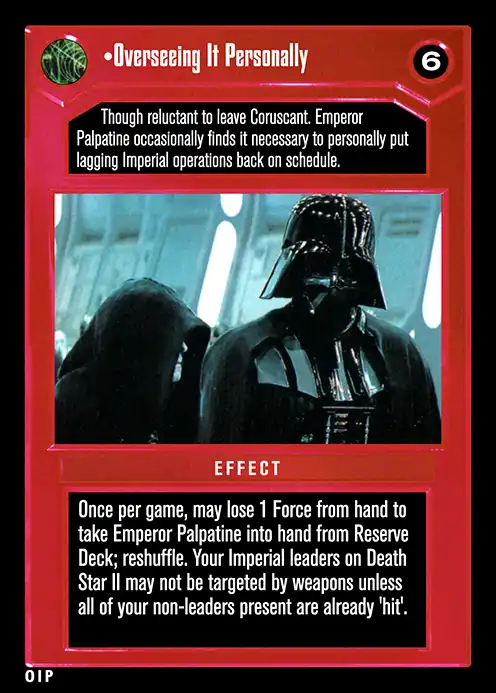 •Overseeing It Personally
6
Though reluctant to leave Coruscant. Emperor
Palpatine occasionally finds it necessary to personally put
lagging Imperial operations back on schedule.
EFFECT
Once per game, may lose 1 Force from hand to
take Emperor Palpatine into hand from Reserve
Deck; reshuffle. Your Imperial leaders on Death
Star II may not be targeted by weapons unless
all of your non-leaders present are already 'hit'.
OIP